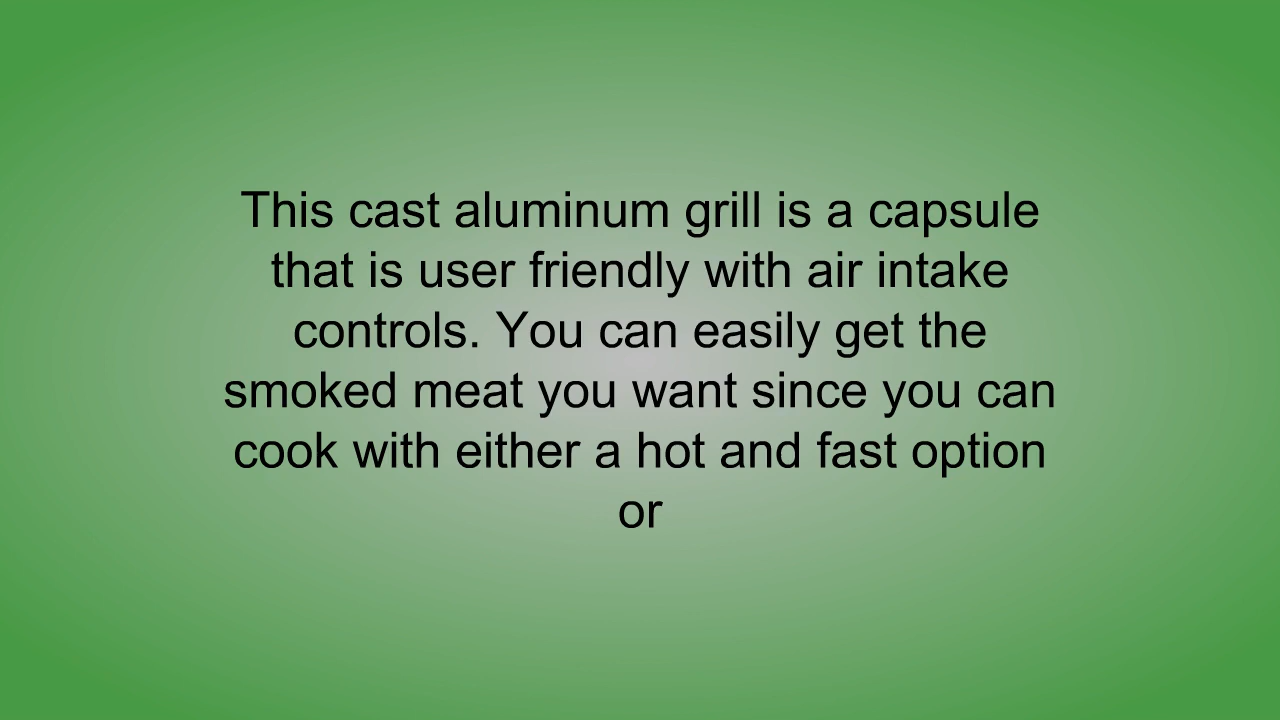 This cast aluminum grill is a capsule
that is user friendly with air intake
controls. You can easily get the
smoked meat you want since you can
cook with either a hot and fast option
or